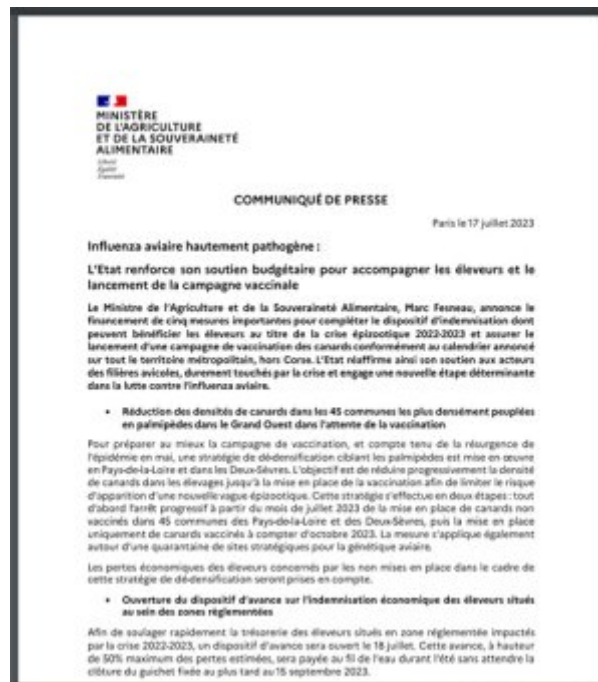 MINISTÈRE
DE L'AGRICULTURE
ET DE LA SOUVERAINETÉ
ALIMENTAIRE
Liberté
Égalité
Fraternité
COMMUNIQUÉ DE PRESSE
Paris le 17 juillet 2023
Influenza aviaire hautement pathogène :
L'Etat renforce son soutien budgétaire pour accompagner les éleveurs et le
lancement de la campagne vaccinale
Le Ministre de l'Agriculture et de la Souveraineté Alimentaire, Marc Fesneau, annonce le
financement de cinq mesures importantes pour compléter le dispositif d'indemnisation dont
peuvent bénéficier les éleveurs au titre de la crise épizootique 2022-2023 et assurer le
lancement d'une campagne de vaccination des canards conformément au calendrier annoncé
sur tout le territoire métropolitain, hors Corse. L'Etat réaffirme ainsi son soutien aux acteurs
des filières avicoles, durement touchés par la crise et engage une nouvelle étape déterminante
dans la lutte contre l'influenza aviaire.
• Réduction des densités de canards dans les 45 communes les plus densément peuplées
en palmipèdes dans le Grand Ouest dans l'attente de la vaccination
Pour préparer au mieux la campagne de vaccination, et compte tenu de la résurgence de
l'épidémie en mai, une stratégie de dédensification ciblant les palmipèdes est mise en œuvre
en Pays-de-la-Loire et dans les Deux-Sèvres. L'objectif est de réduire progressivement la densité
de canards dans les élevages jusqu'à la mise en place de la vaccination afin de limiter le risque
d'apparition d'une nouvelle vague épizootique. Cette stratégie s'effectue en deux étapes : tout
d'abord l'arrêt progressif à partir du mois de juillet 2023 de la mise en place de canards non
vaccinés dans 45 communes des Pays-de-la-Loire et des Deux-Sèvres, puis la mise en place
uniquement de canards vaccinés à compter d'octobre 2023. La mesure s'applique également
autour d'une quarantaine de sites stratégiques pour la génétique aviaire.
Les pertes économiques des éleveurs concernés par les non mises en place dans le cadre de
cette stratégie de dé-densification seront prises en compte.
• Ouverture du dispositif d'avance sur l'indemnisation économique des éleveurs situés
au sein des zones réglementées
Afin de soulager rapidement la trésorerie des éleveurs situés en zone réglementée impactés
par la crise 2022-2023, un dispositif d'avance sera ouvert le 18 juillet. Cette avance, à hauteur
de 50% maximum des pertes estimées, sera payée au fil de l'eau durant l'été sans attendre la
clôture du guichet fixée au plus tard au 15 septembre 2023.